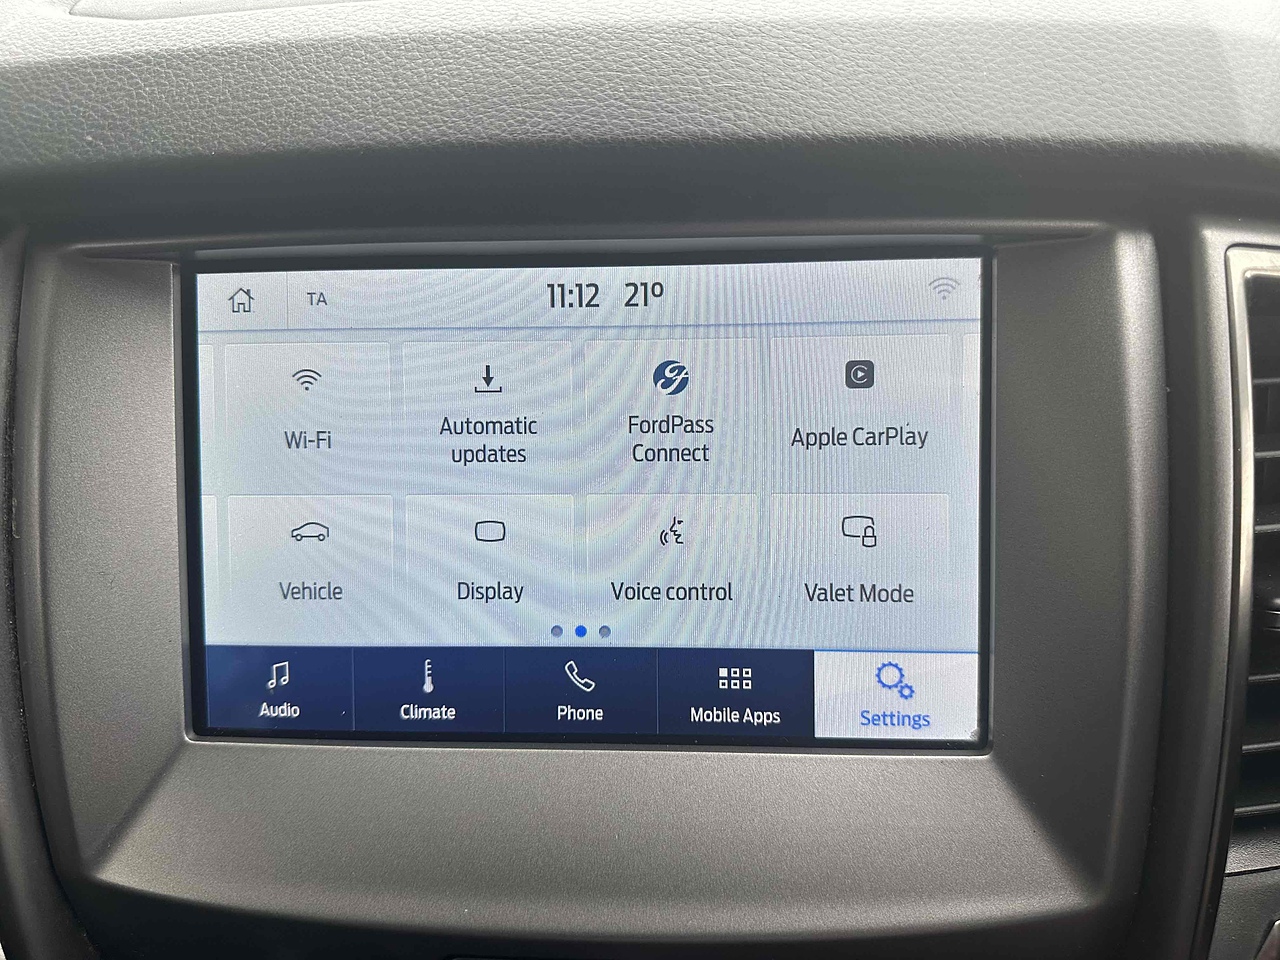 TA
11:12 21º
Wi-Fi
Automatic
updates
FordPass
Connect
Apple CarPlay
Vehicle
Display
Voice control
Valet Mode
Audio
Climate
Phone
Mobile Apps
Settings